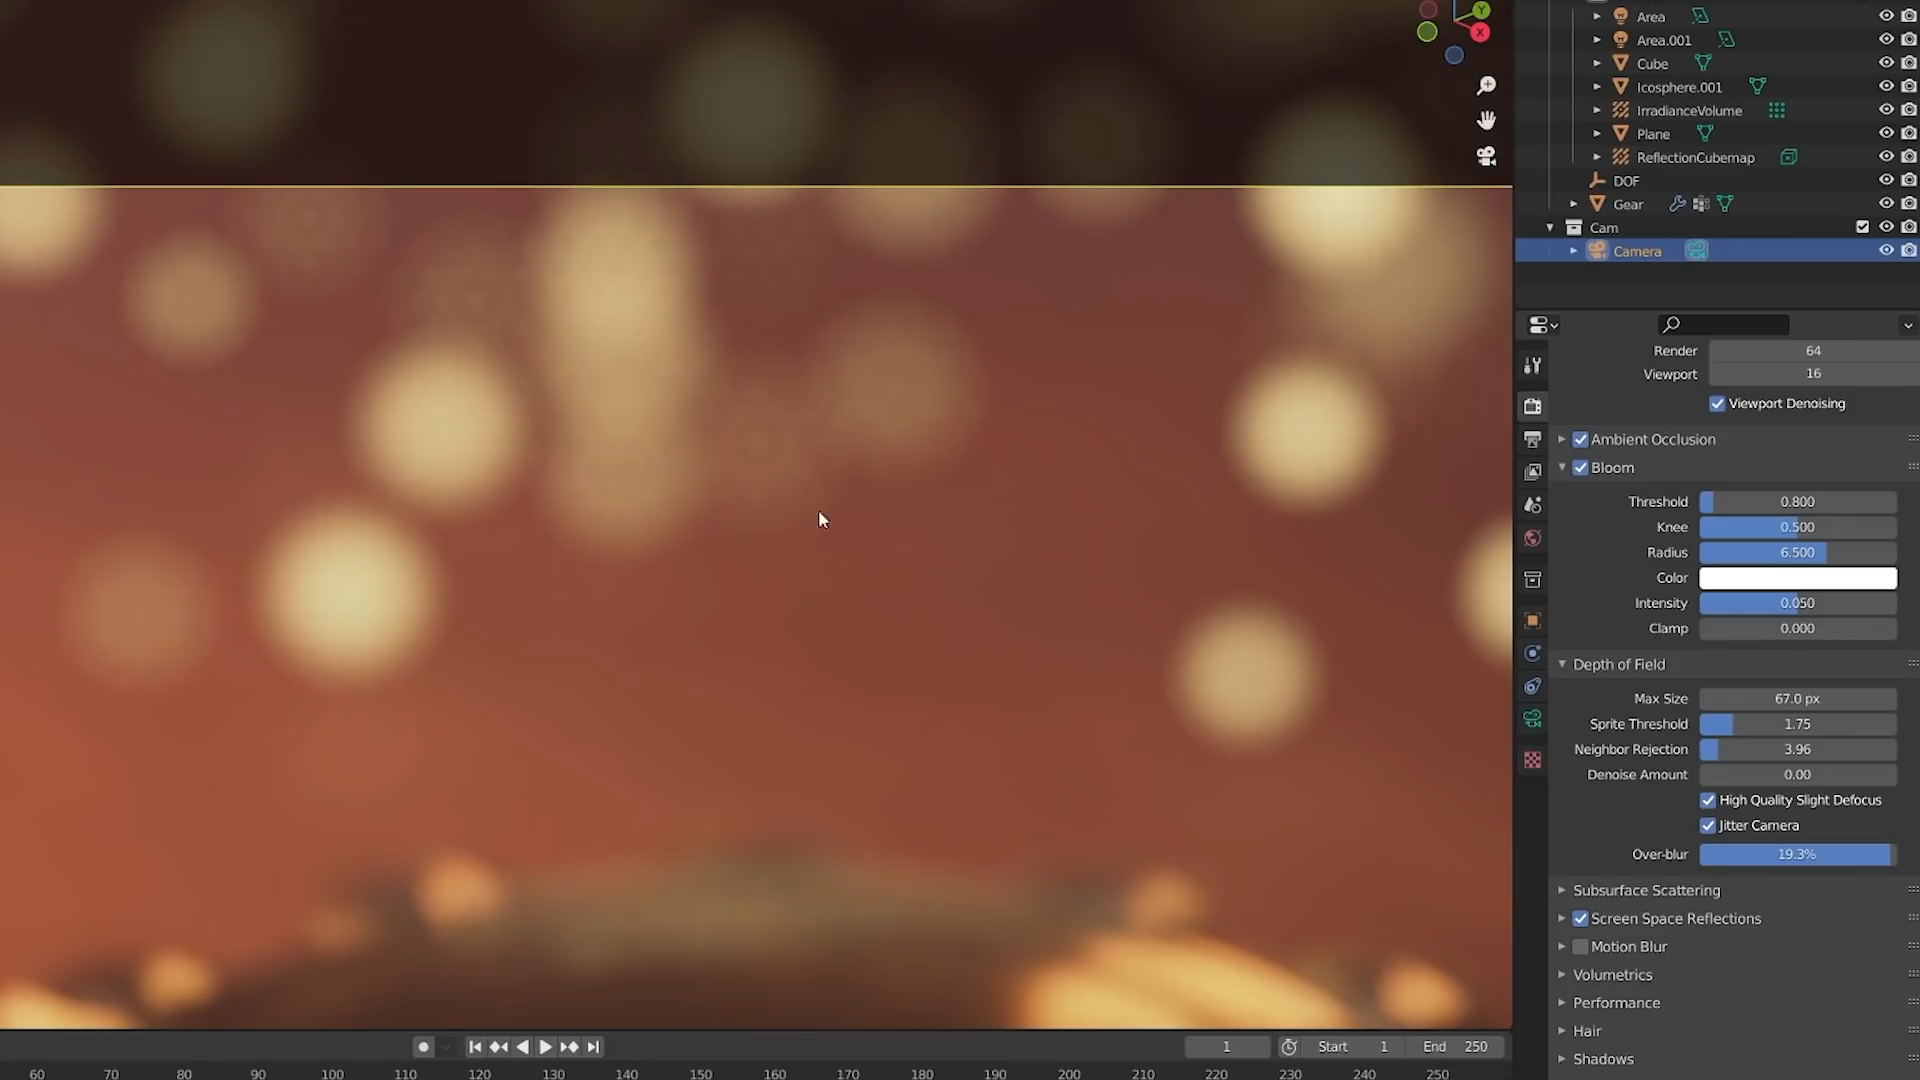 Y
X
Area
Area.001
Cube
Icosphere.001
IrradianceVolume
Plane
ReflectionCubemap
DOF
Gear
Cam
Camera
Render 64
Viewport 16
Viewport Denoising
Ambient Occlusion
Bloom
Threshold 0.800
Knee 0.500
Radius 6.500
Color
Intensity 0.050
Clamp 0.000
Depth of Field
Max Size 67.0 px
Sprite Threshold 1.75
Neighbor Rejection 3.96
Denoise Amount 0.00
High Quality Slight Defocus
Jitter Camera
Over-blur 19.3%
Subsurface Scattering
Screen Space Reflections
Motion Blur
Volumetrics
Performance
Hair
Shadows
1 Start 1 End 250
60 70 80 90 100 110 120 130 140 150 160 170 180 190 200 210 220 230 240 250